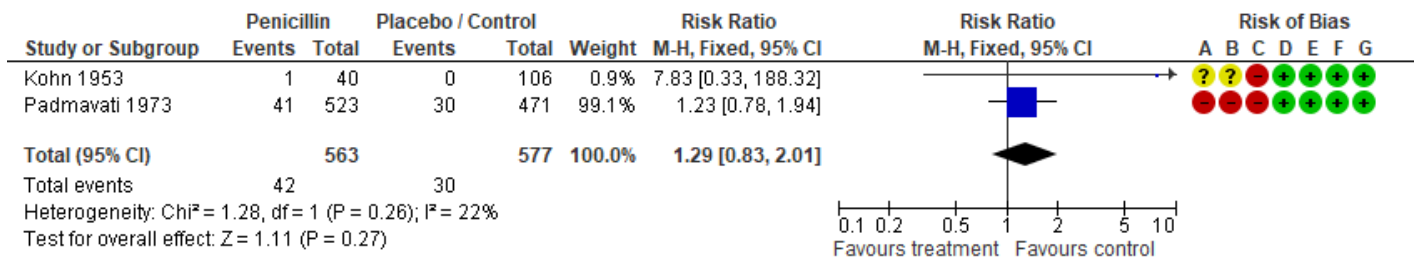 Penicillin Placebo / Control Risk Ratio Risk Ratio Risk of Bias
Study or Subgroup Events Total Events Total Weight M-H, Fixed, 95% CI M-H, Fixed, 95% CI A B C D E F G
Kohn 1953 1 40 0 106 0.9% 7.83 [0.33, 188.32] ? ? - + + + +
Padmavati 1973 41 523 30 471 99.1% 1.23 [0.78, 1.94] - - - + + + +
Total (95% CI) 563 577 100.0% 1.29 [0.83, 2.01]
Total events 42 30
Heterogeneity: Chi² = 1.28, df = 1 (P = 0.26); I² = 22%
Test for overall effect: Z = 1.11 (P = 0.27)
0.1 0.2 0.5 1 2 5 10
Favours treatment Favours control